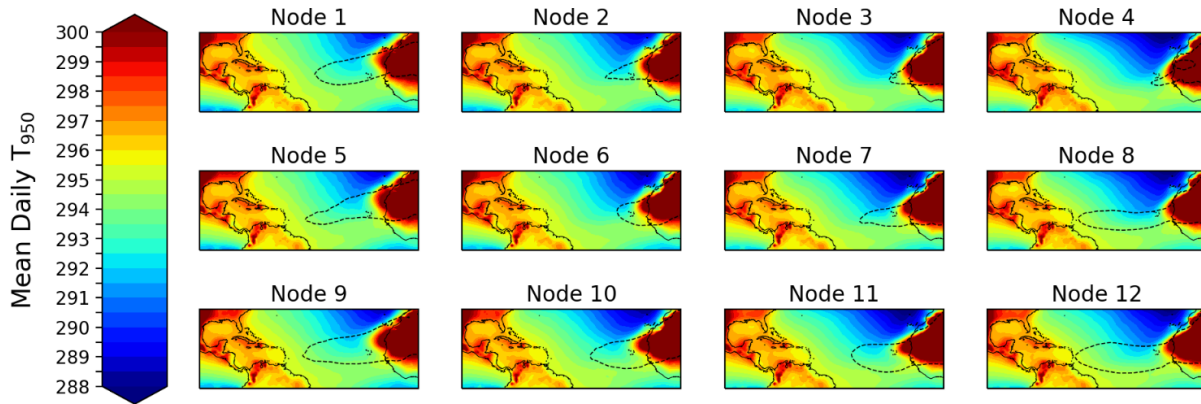 Mean Daily T₉₅₀
300
299
298
297
296
295
294
293
292
291
290
289
288
Node 1
Node 2
Node 3
Node 4
Node 5
Node 6
Node 7
Node 8
Node 9
Node 10
Node 11
Node 12